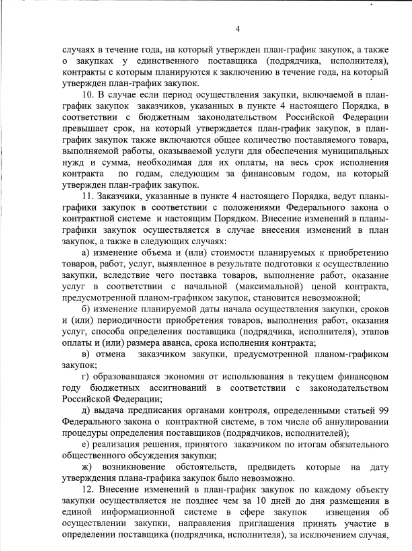 4
случаях в течение года, на который утвержден план-график закупок, а также
о закупках у единственного поставщика (подрядчика, исполнителя),
контракты с которым планируются к заключению в течение года, на который
утвержден план-график закупок.
10. В случае если период осуществления закупки, включаемой в план-
график закупок заказчиков, указанных в пункте 4 настоящего Порядка, в
соответствии с бюджетным законодательством Российской Федерации
превышает срок, на который утверждается план-график закупок, в план-
график закупок также включаются общее количество поставляемого товара,
выполняемой работы, оказываемой услуги для обеспечения муниципальных
нужд и сумма, необходимая для их оплаты, на весь срок исполнения
контракта по годам, следующим за финансовым годом, на который
утвержден план-график закупок.
11. Заказчики, указанные в пункте 4 настоящего Порядка, ведут планы-
графики закупок в соответствии с положениями Федерального закона о
контрактной системе и настоящим Порядком. Внесение изменений в планы-
графики закупок осуществляется в случае внесения изменений в план
закупок, а также в следующих случаях:
а) изменение объема и (или) стоимости планируемых к приобретению
товаров, работ, услуг, выявленное в результате подготовки к осуществлению
закупки, вследствие чего поставка товаров, выполнение работ, оказание
услуг в соответствии с начальной (максимальной) ценой контракта,
предусмотренной планом-графиком закупок, становится невозможной;
б) изменение планируемой даты начала осуществления закупки, сроков
и (или) периодичности приобретения товаров, выполнения работ, оказания
услуг, способа определения поставщика (подрядчика, исполнителя), этапов
оплаты и (или) размера аванса, срока исполнения контракта;
в) отмена заказчиком закупки, предусмотренной планом-графиком
закупок;
г) образовавшаяся экономия от использования в текущем финансовом
году бюджетных ассигнований в соответствии с законодательством
Российской Федерации;
д) выдача предписания органами контроля, определенными статьей 99
Федерального закона о контрактной системе, в том числе об аннулировании
процедуры определения поставщиков (подрядчиков, исполнителей);
е) реализация решения, принятого заказчиком по итогам обязательного
общественного обсуждения закупки;
ж) возникновение обстоятельств, предвидеть которые на дату
утверждения плана-графика закупок было невозможно.
12. Внесение изменений в план-график закупок по каждому объекту
закупки осуществляется не позднее чем за 10 дней до дня размещения в
единой информационной системе в сфере закупок извещения об
осуществлении закупки, направления приглашения принять участие в
определении поставщика (подрядчика, исполнителя), за исключением случая,